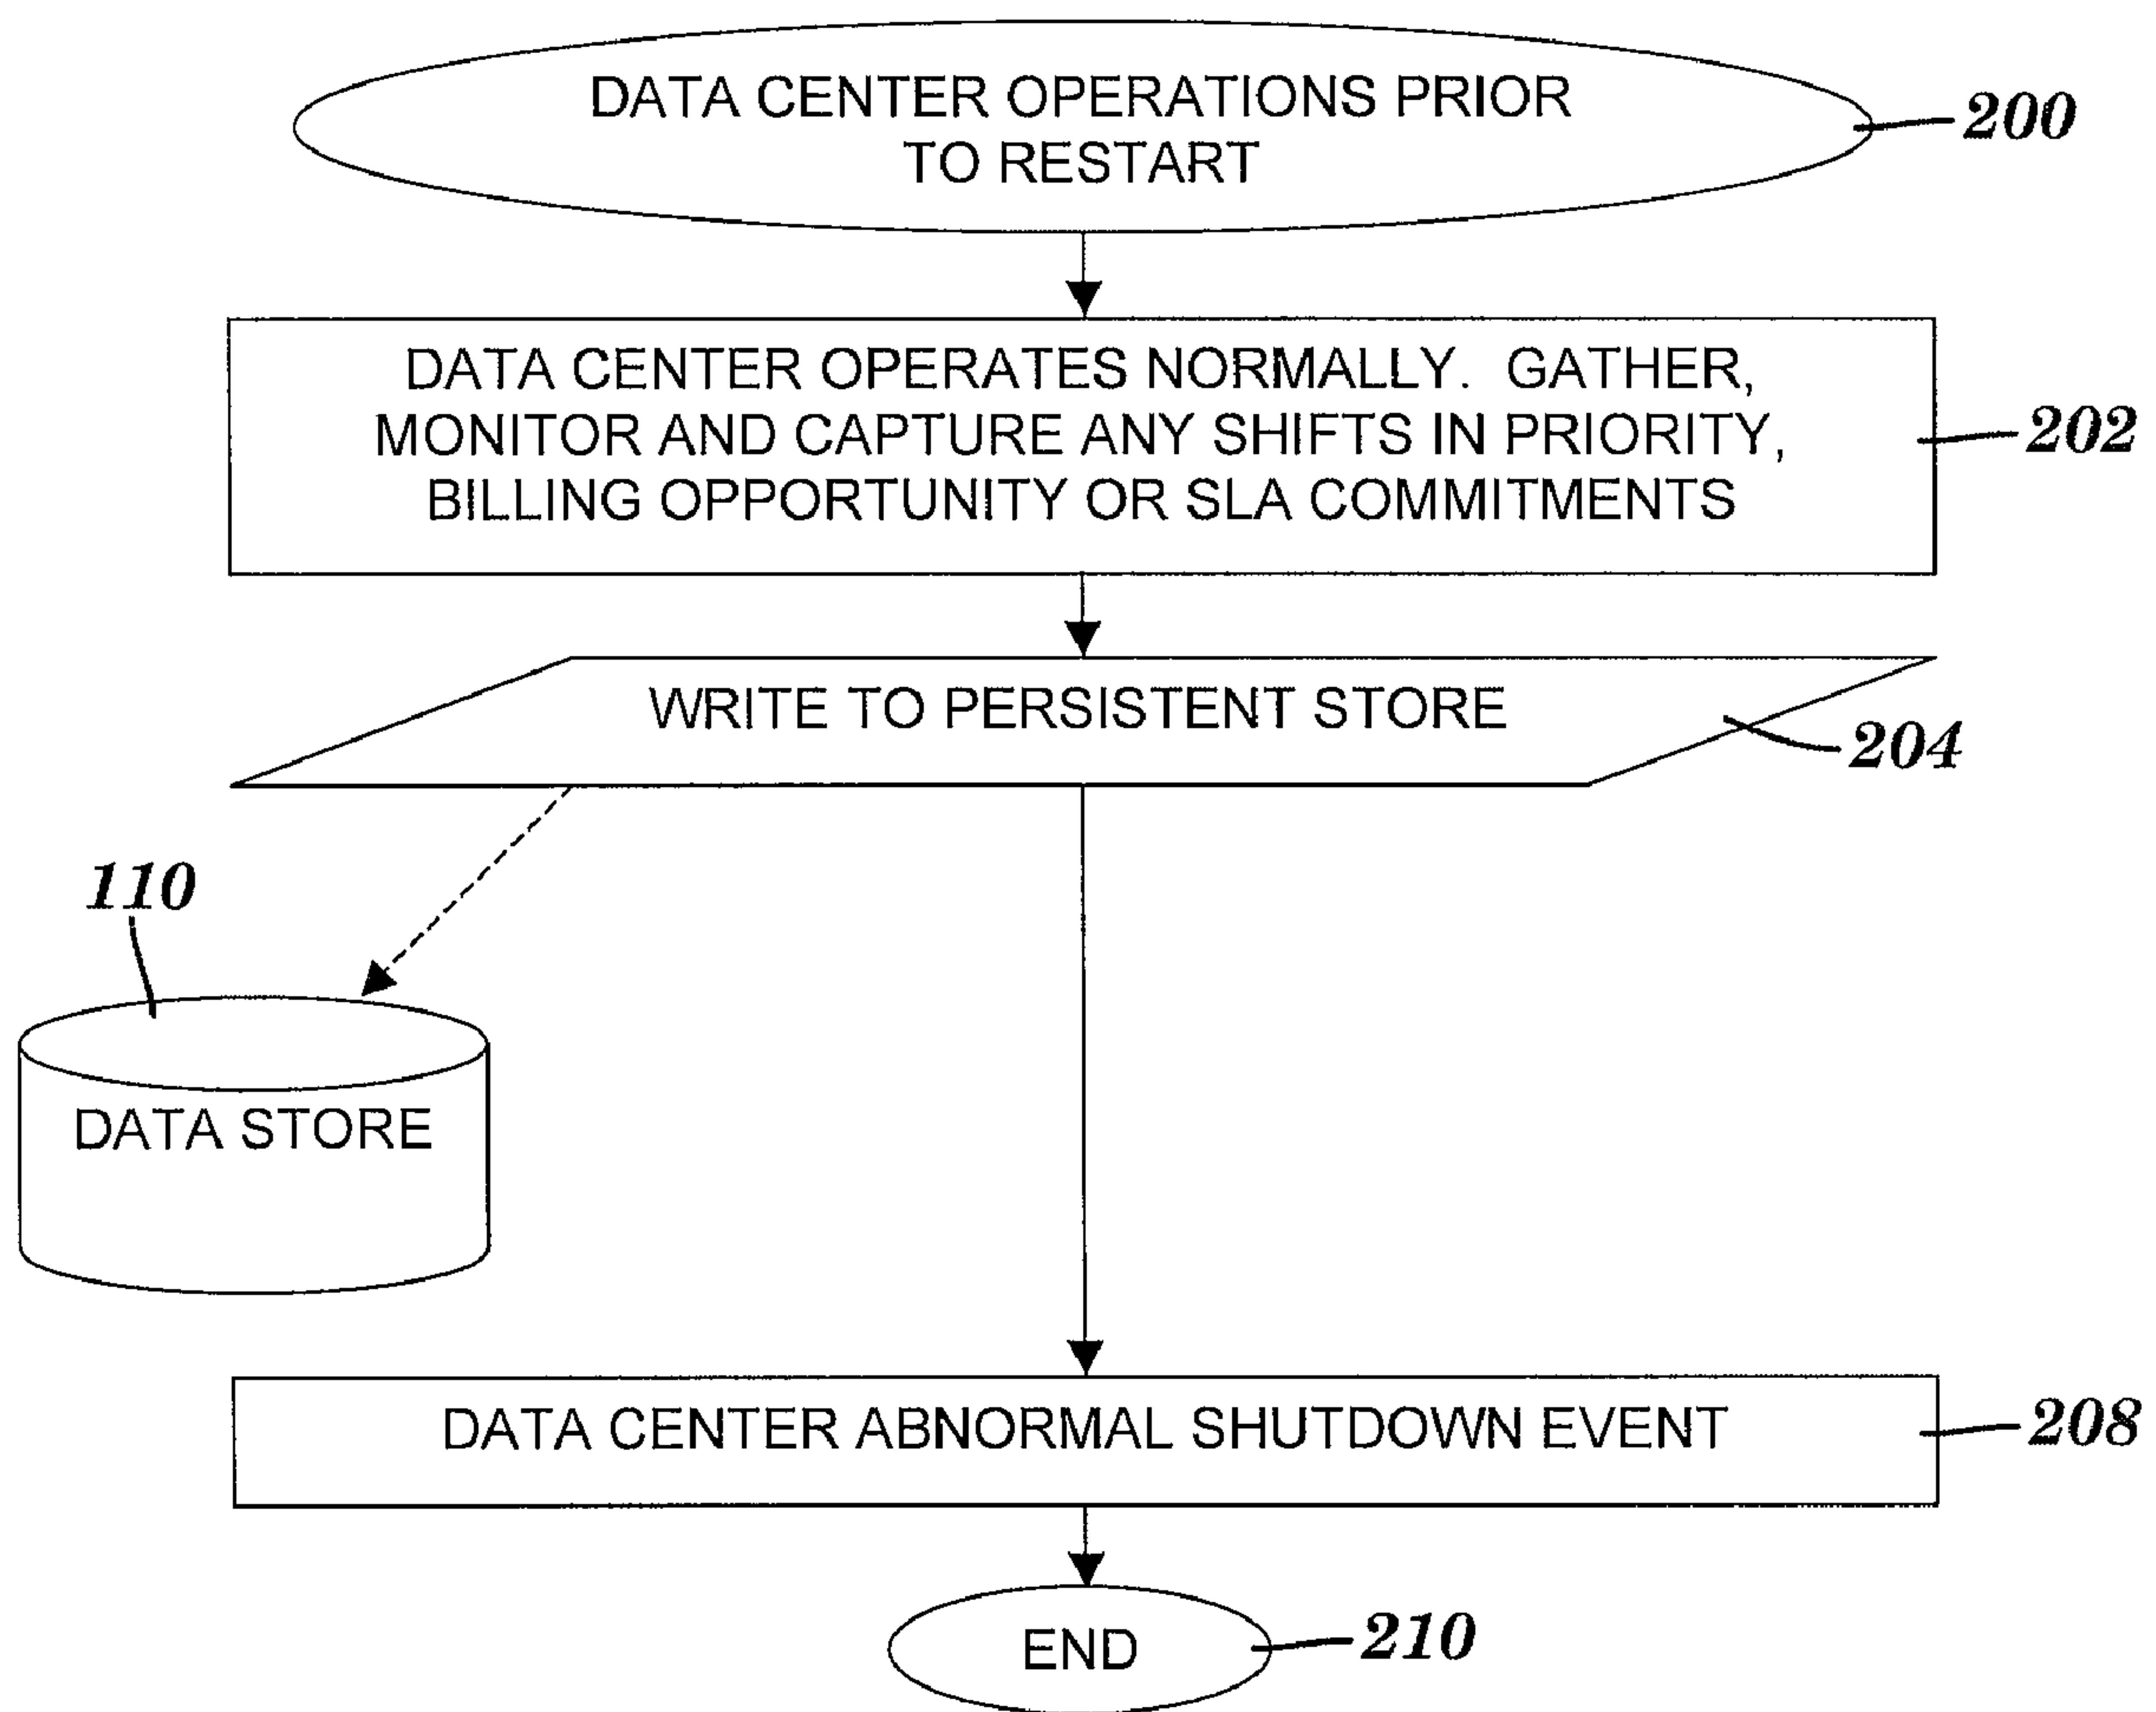 DATA CENTER OPERATIONS PRIOR
TO RESTART
200
DATA CENTER OPERATES NORMALLY. GATHER,
MONITOR AND CAPTURE ANY SHIFTS IN PRIORITY,
BILLING OPPORTUNITY OR SLA COMMITMENTS
202
WRITE TO PERSISTENT STORE
204
110
DATA STORE
DATA CENTER ABNORMAL SHUTDOWN EVENT
208
END
210